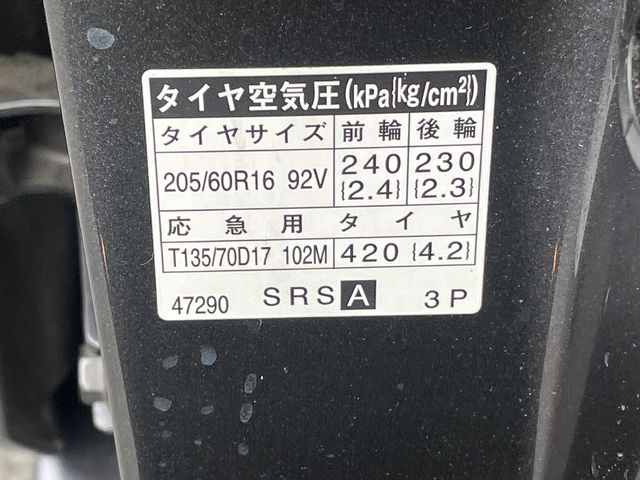 タイヤ空気圧(kPa{kg/cm²})
タイヤサイズ 前輪 後輪
205/60R16 92V 240 {2.4} 230 {2.3}
応急用タイヤ
T135/70D17 102M 420 {4.2}
47290 SRS A 3P